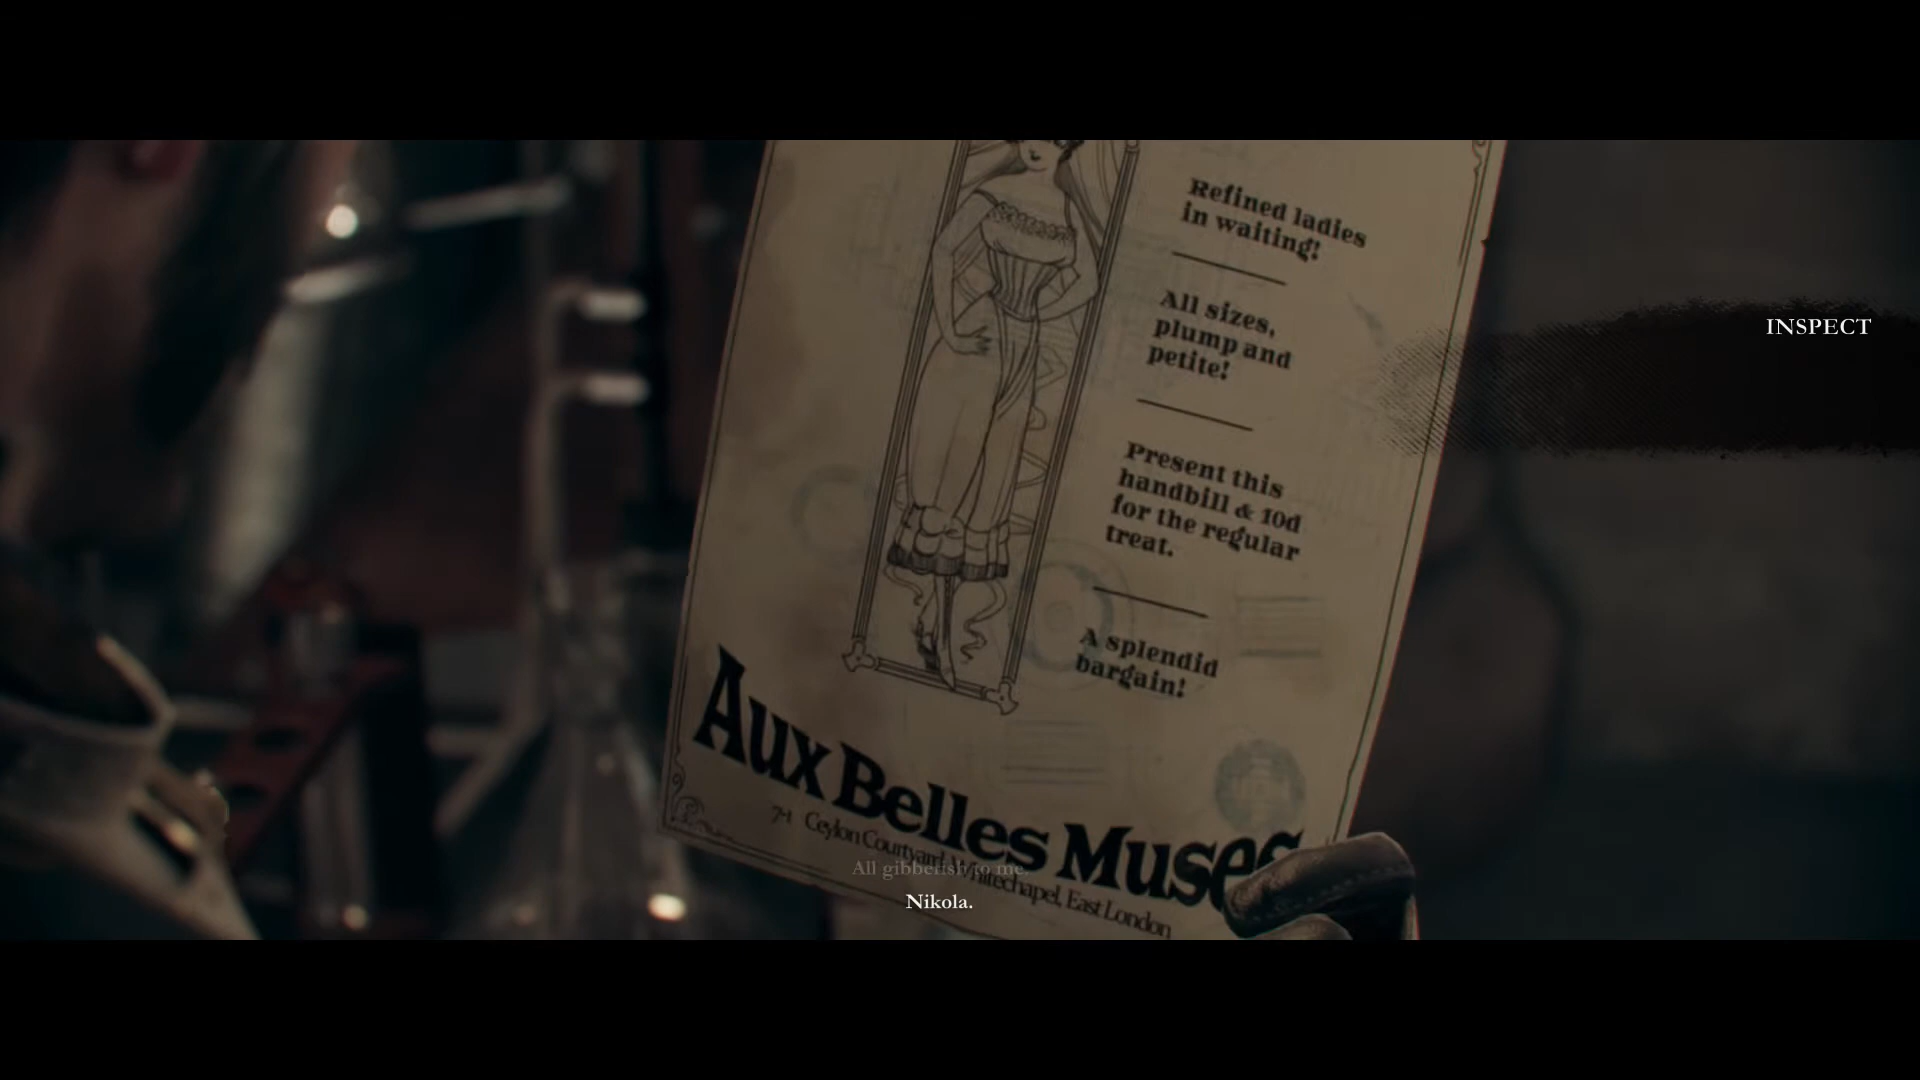 Refined ladies
in waiting!
All sizes,
plump and
petite!
Present this
handbill & 10d
for the regular
treat.
A splendid
bargain!
Aux Belles Muses
Ceylon Courtyard, Whitechapel, East London
INSPECT
All gibberish to me.
Nikola.